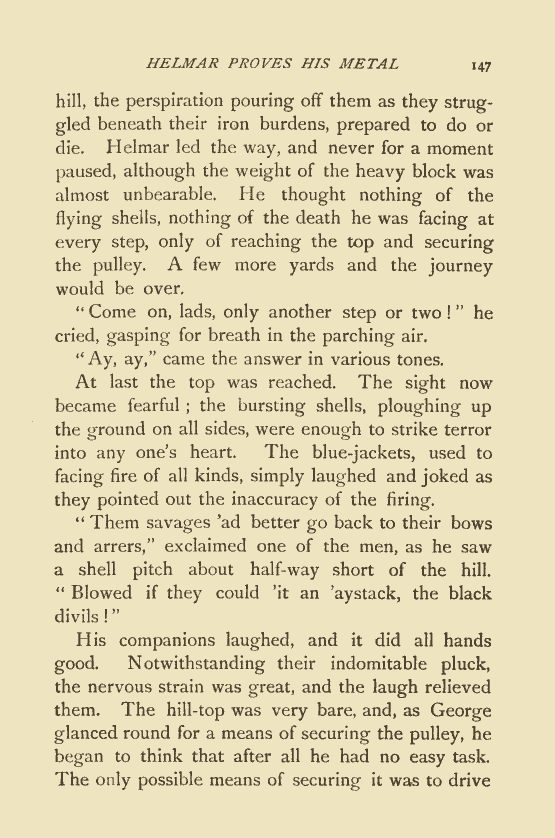 HELMAR PROVES HIS METAL 147
hill, the perspiration pouring off them as they strug-
gled beneath their iron burdens, prepared to do or
die. Helmar led the way, and never for a moment
paused, although the weight of the heavy block was
almost unbearable. He thought nothing of the
flying shells, nothing of the death he was facing at
every step, only of reaching the top and securing
the pulley. A few more yards and the journey
would be over.
“Come on, lads, only another step or two!” he
cried, gasping for breath in the parching air.
“Ay, ay,” came the answer in various tones.
At last the top was reached. The sight now
became fearful; the bursting shells, ploughing up
the ground on all sides, were enough to strike terror
into any one’s heart. The blue-jackets, used to
facing fire of all kinds, simply laughed and joked as
they pointed out the inaccuracy of the firing.
“Them savages ’ad better go back to their bows
and arrers,” exclaimed one of the men, as he saw
a shell pitch about half-way short of the hill.
“Blowed if they could ’it an ’aystack, the black
divils!”
His companions laughed, and it did all hands
good. Notwithstanding their indomitable pluck,
the nervous strain was great, and the laugh relieved
them. The hill-top was very bare, and, as George
glanced round for a means of securing the pulley, he
began to think that after all he had no easy task.
The only possible means of securing it was to drive